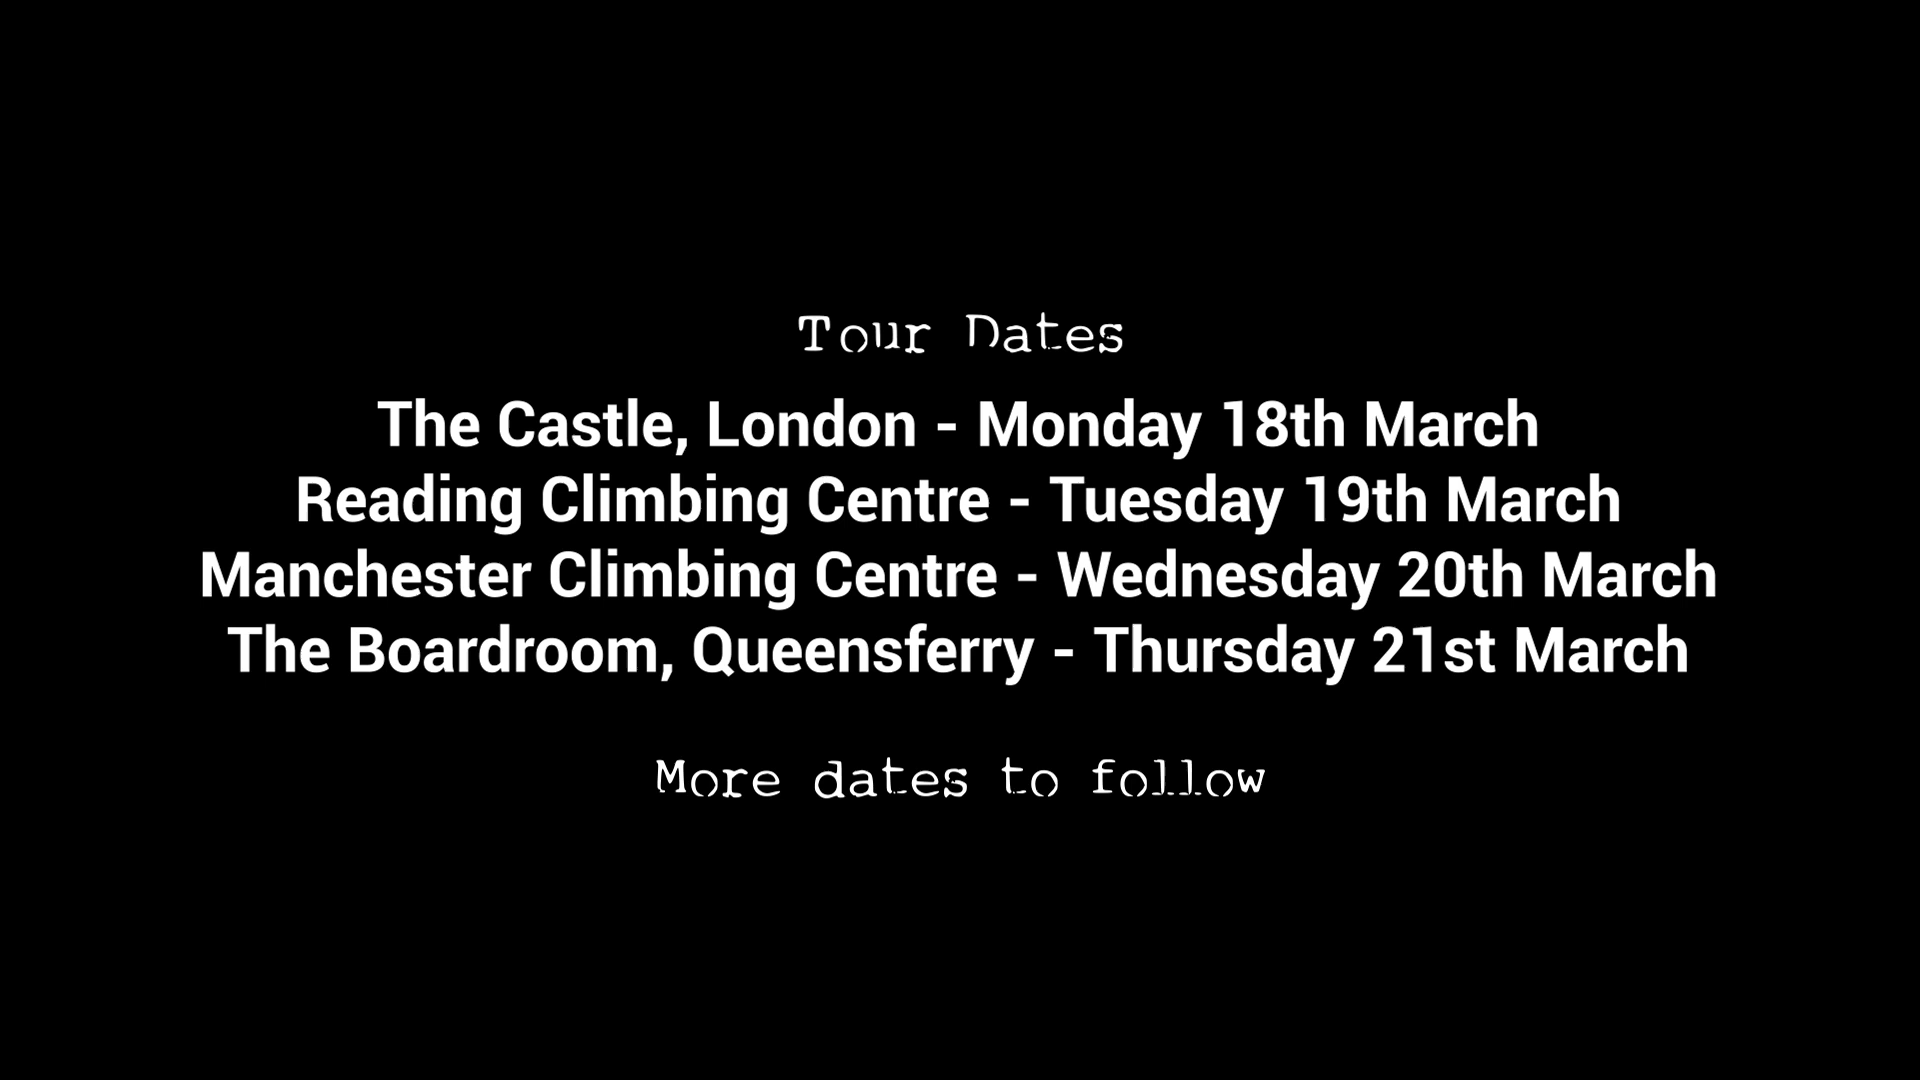 Tour Dates
The Castle, London - Monday 18th March
Reading Climbing Centre - Tuesday 19th March
Manchester Climbing Centre - Wednesday 20th March
The Boardroom, Queensferry - Thursday 21st March
More dates to follow